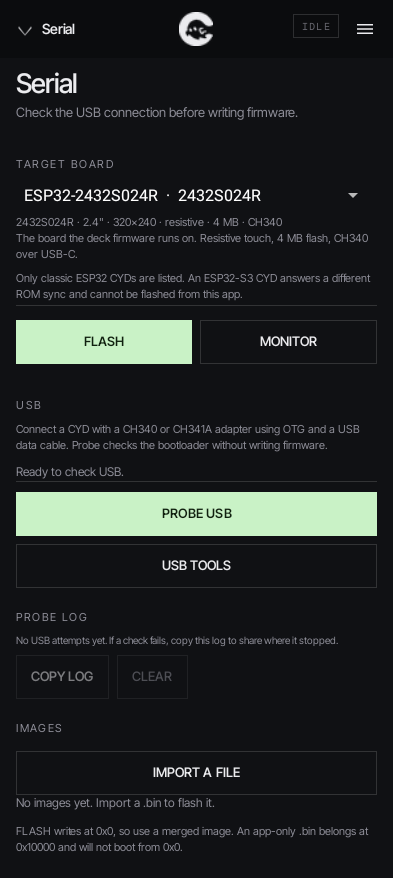 Serial
IDLE
Serial
Check the USB connection before writing firmware.
TARGET BOARD
ESP32-2432S024R · 2432S024R
2432S024R · 2.4" · 320×240 · resistive · 4 MB · CH340
The board the deck firmware runs on. Resistive touch, 4 MB flash, CH340
over USB-C.
Only classic ESP32 CYDs are listed. An ESP32-S3 CYD answers a different
ROM sync and cannot be flashed from this app.
FLASH
MONITOR
USB
Connect a CYD with a CH340 or CH341A adapter using OTG and a USB
data cable. Probe checks the bootloader without writing firmware.
Ready to check USB.
PROBE USB
USB TOOLS
PROBE LOG
No USB attempts yet. If a check fails, copy this log to share where it stopped.
COPY LOG
CLEAR
IMAGES
IMPORT A FILE
No images yet. Import a .bin to flash it.
FLASH writes at 0x0, so use a merged image. An app-only .bin belongs at
0x10000 and will not boot from 0x0.